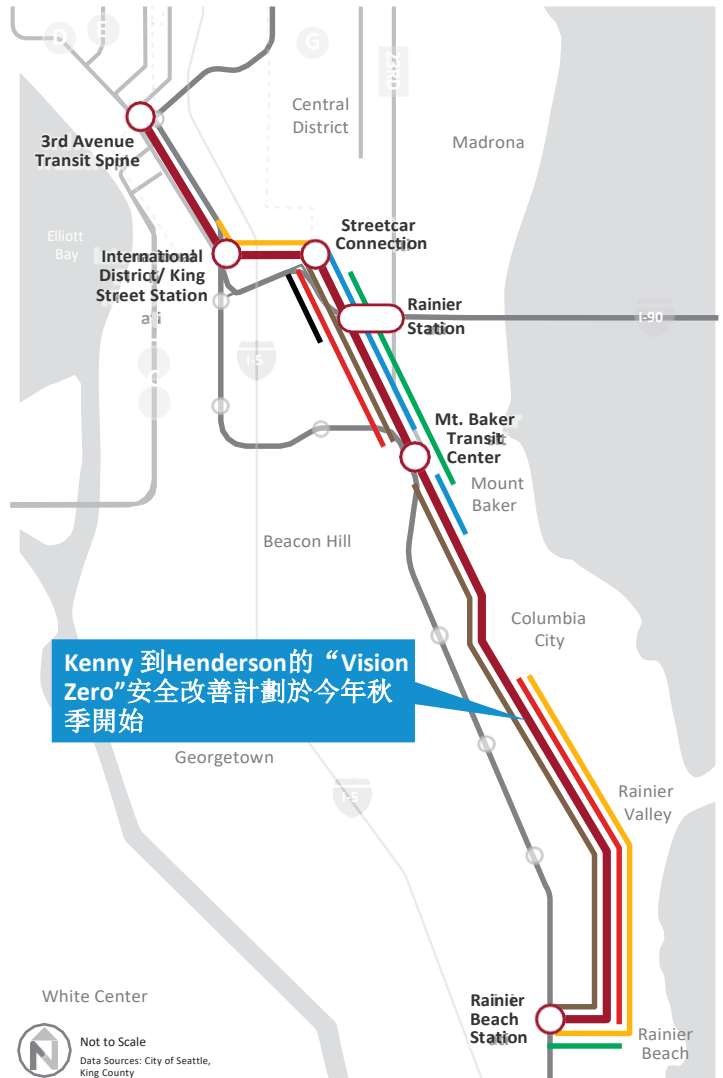 D
E
G
23RD
Central
District
Madrona
3rd Avenue
Transit Spine
Elliott
Bay
International
District/ King
Street Station
Streetcar
Connection
Rainier
Station
I-90
I-5
C
Mt. Baker
Transit
Center
Mount
Baker
Beacon Hill
Columbia
City
Kenny 到Henderson的“Vision
Zero”安全改善計劃於今年秋
季開始
Georgetown
I-5
Rainier
Valley
White Center
Rainier
Beach
Station
Rainier
Beach
N
Not to Scale
Data Sources: City of Seattle,
King County